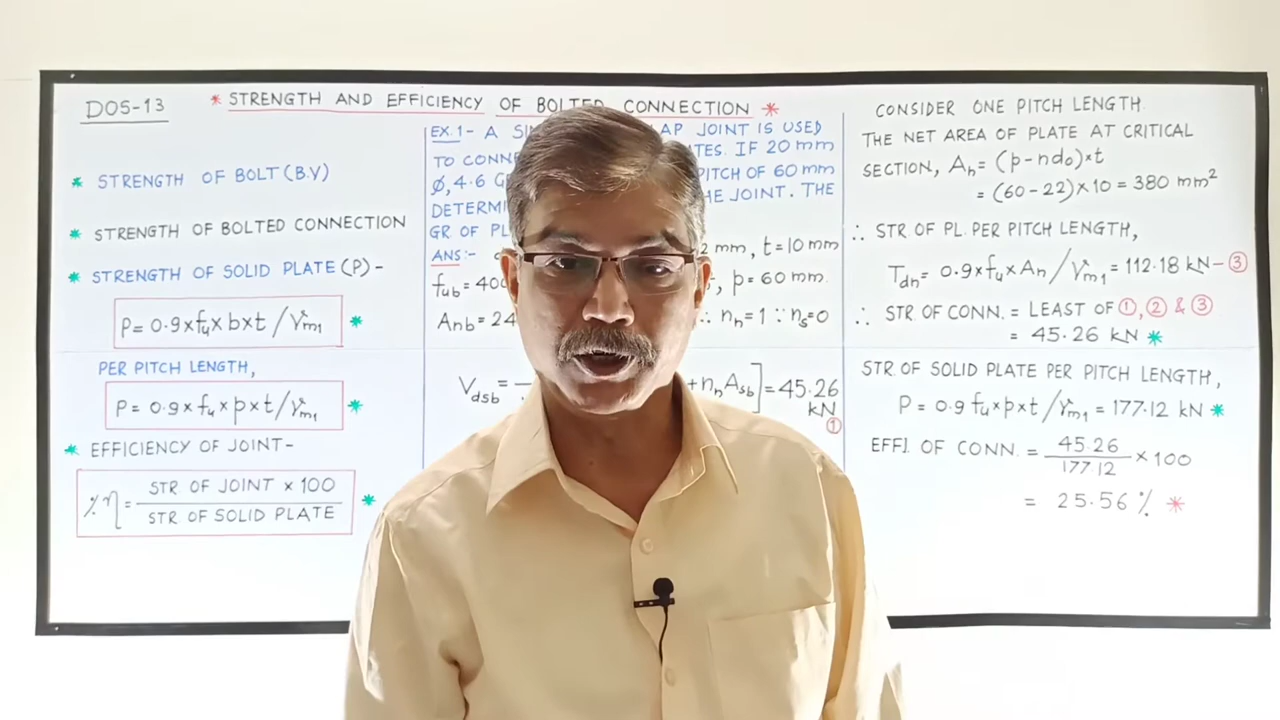 DOS-13
* STRENGTH AND EFFICIENCY OF BOLTED CONNECTION *
* STRENGTH OF BOLT (B.V)
* STRENGTH OF BOLTED CONNECTION
* STRENGTH OF SOLID PLATE (P) -
P = 0.9×fu×b×t/γm1 *
PER PITCH LENGTH,
P = 0.9×fu×p×t/γm1 *
* EFFICIENCY OF JOINT-
% η = STR OF JOINT × 100
STR. OF SOLID PLATE *
EX.1- A AP JOINT IS USED
TO CONN IF 20 mm
Ø, 4.6 PITCH OF 60 mm
THE JOINT. THE
GR OF
ANS:- 2 mm, t=10 mm
fub = , p = 60 mm.
Anb = 24 ∴ nn=1 ∵ ns=0
Vdsb = + nn Asb] = 45.26
kN
①
CONSIDER ONE PITCH LENGTH.
THE NET AREA OF PLATE AT CRITICAL
SECTION, An = (p-ndo)×t
= (60-22)×10 = 380 mm²
∴ STR OF PL. PER PITCH LENGTH,
Tdn = 0.9×fu×An/γm1 = 112.18 kN-③
∴ STR OF CONN. = LEAST OF ①, ② & ③
= 45.26 kN *
STR OF SOLID PLATE PER PITCH LENGTH,
P = 0.9 fu×p×t/γm1 = 177.12 kN *
EFFI. OF CONN. = 45.26
177.12 × 100
= 25.56 % *